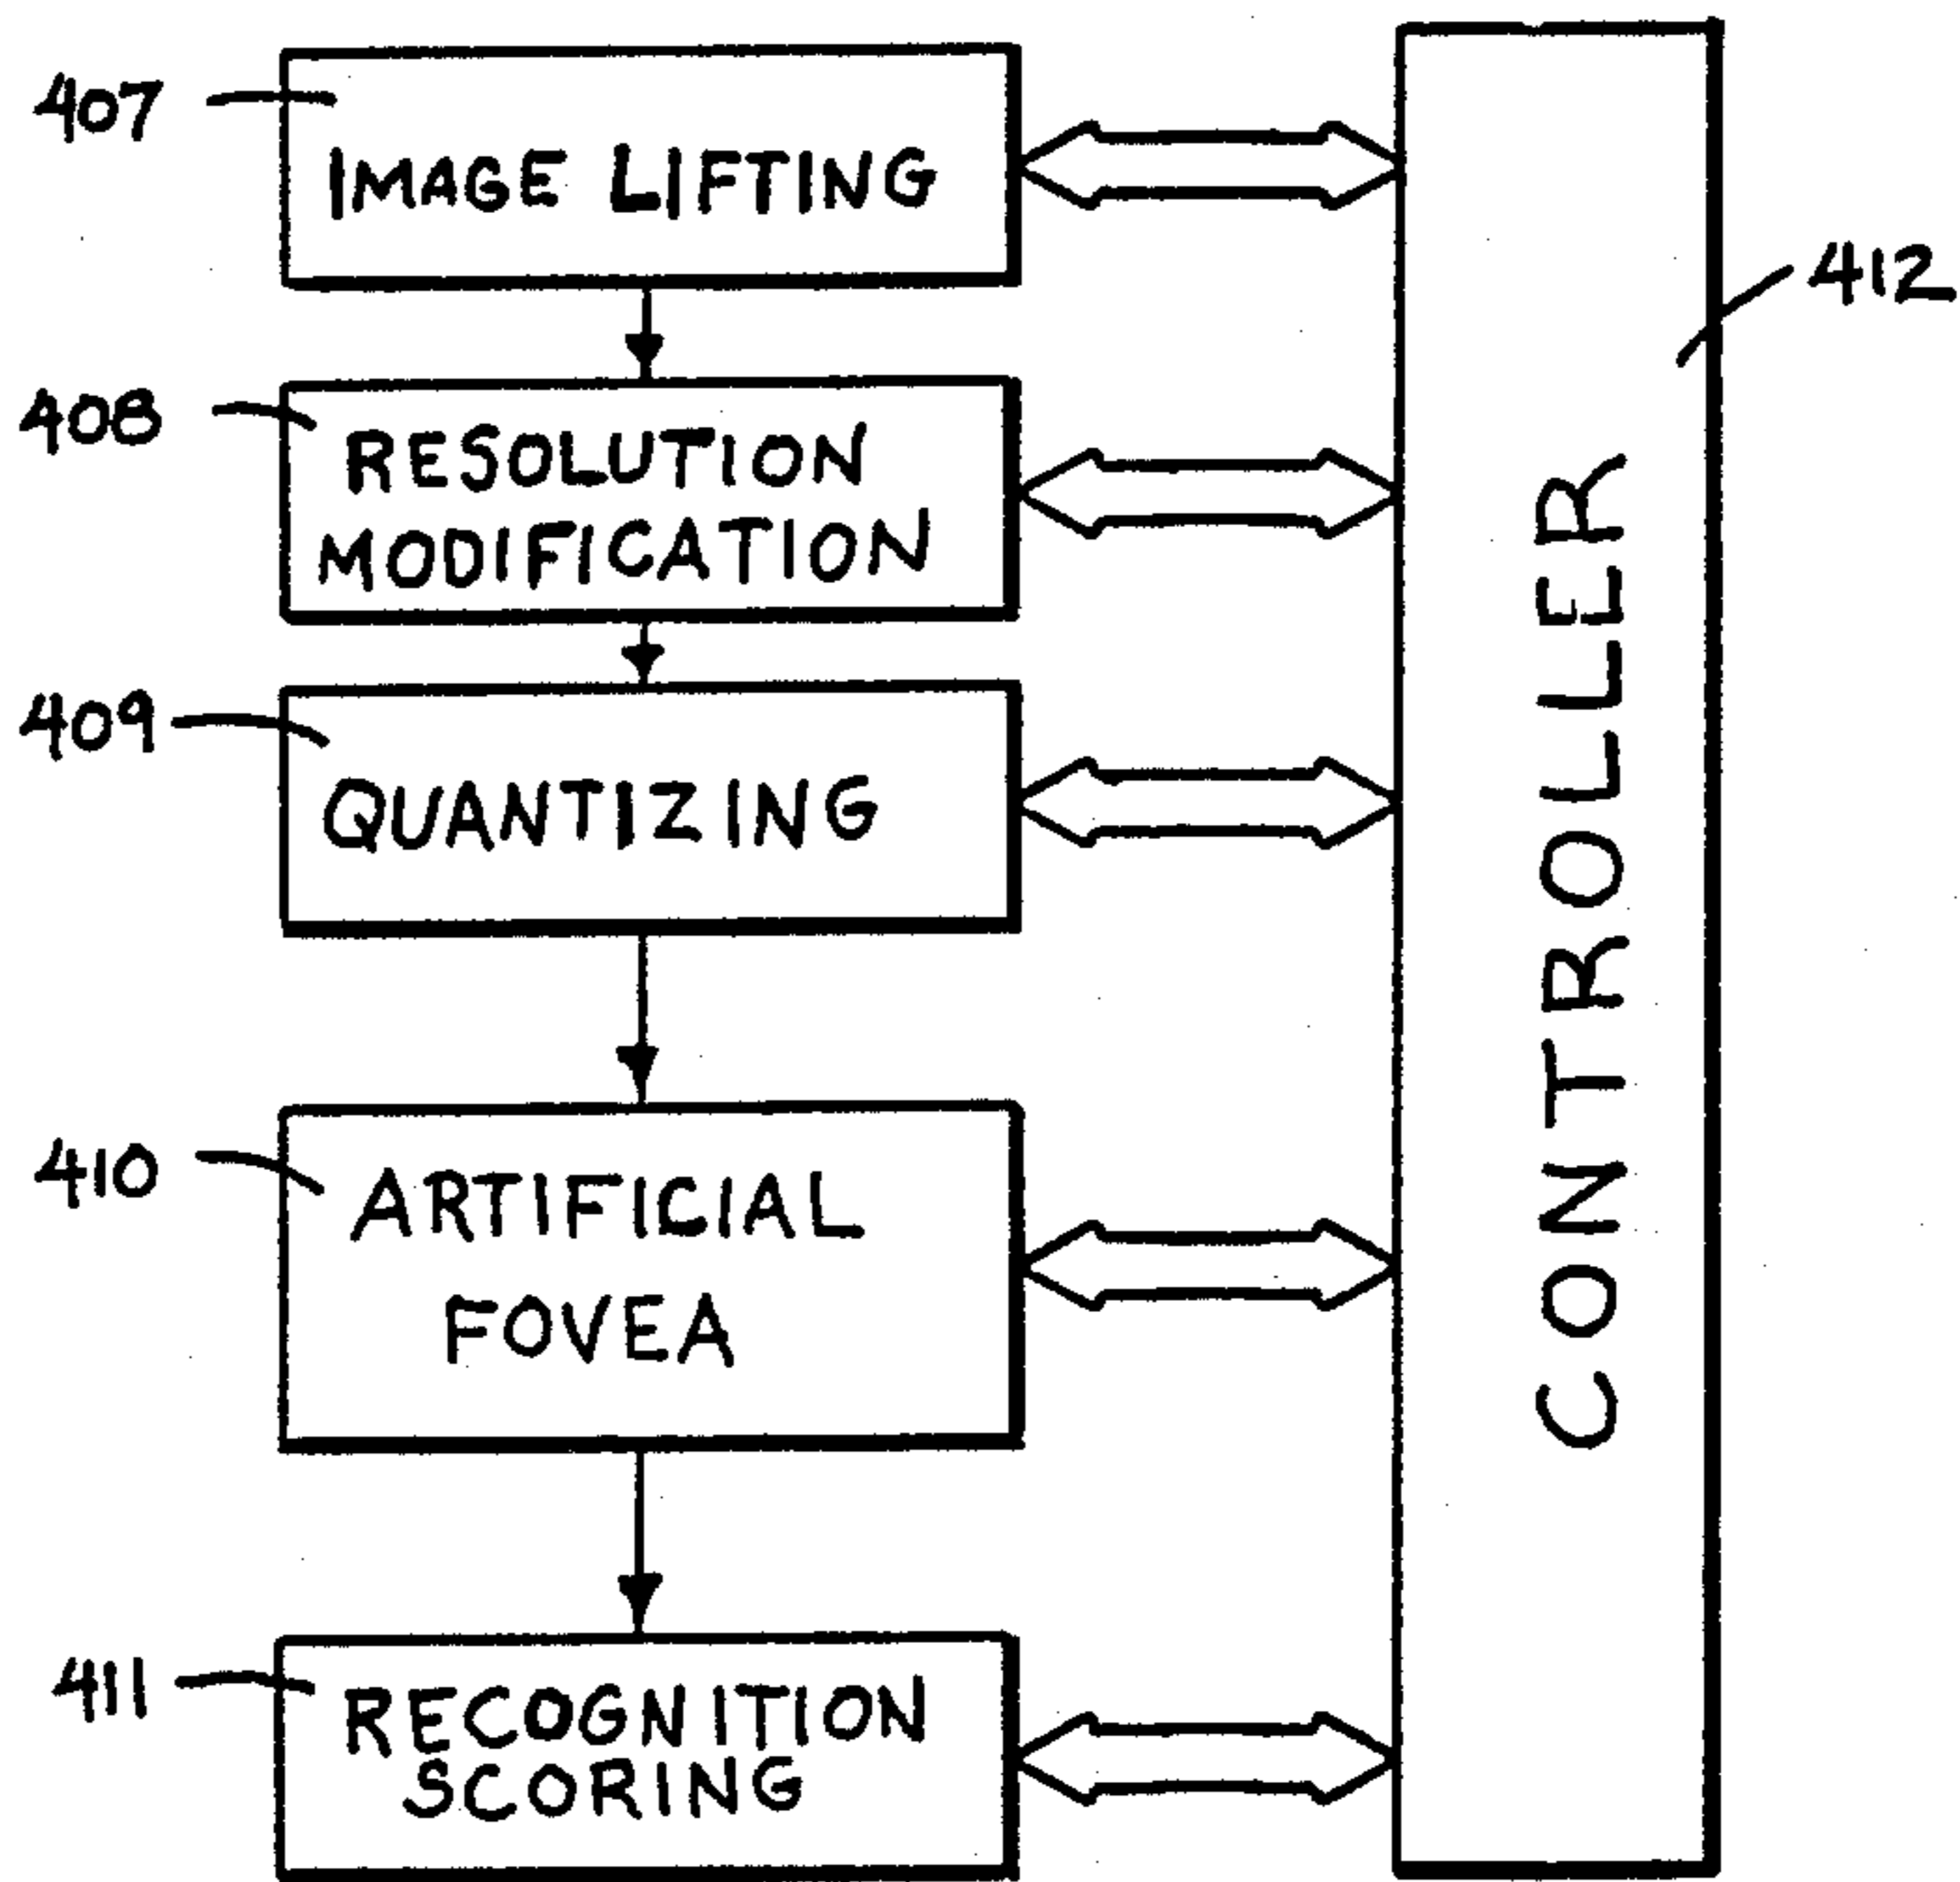 407
IMAGE LIFTING
412
408
RESOLUTION
MODIFICATION
409
QUANTIZING
CONTROLLER
410
ARTIFICIAL
FOVEA
411
RECOGNITION
SCORING